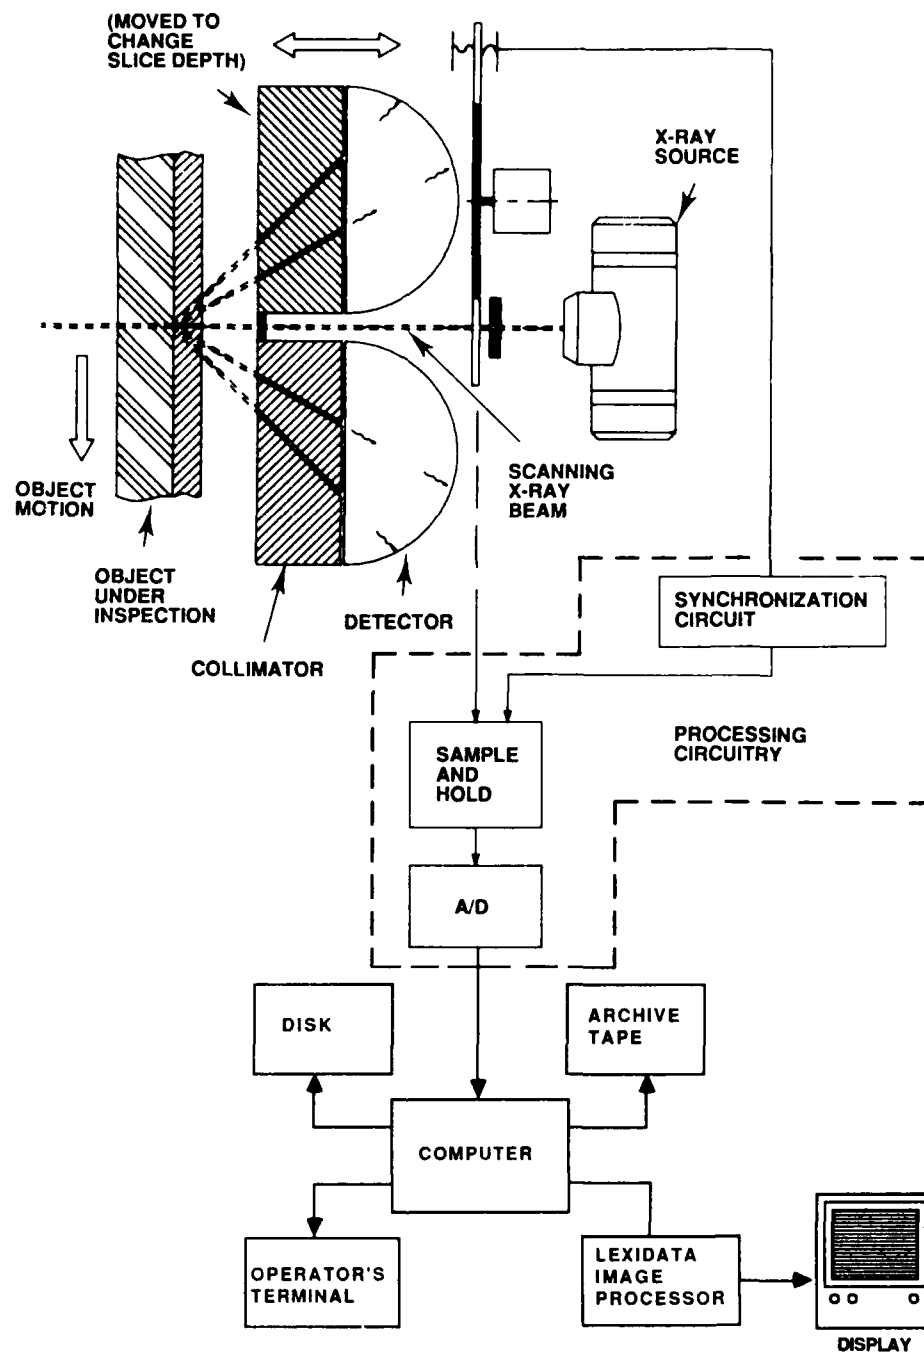 (MOVED TO
CHANGE
SLICE DEPTH)
X-RAY
SOURCE
OBJECT
MOTION
SCANNING
X-RAY
BEAM
OBJECT
UNDER
INSPECTION
DETECTOR
COLLIMATOR
SYNCHRONIZATION
CIRCUIT
PROCESSING
CIRCUITRY
SAMPLE
AND
HOLD
A/D
DISK
ARCHIVE
TAPE
COMPUTER
OPERATOR'S
TERMINAL
LEXIDATA
IMAGE
PROCESSOR
DISPLAY